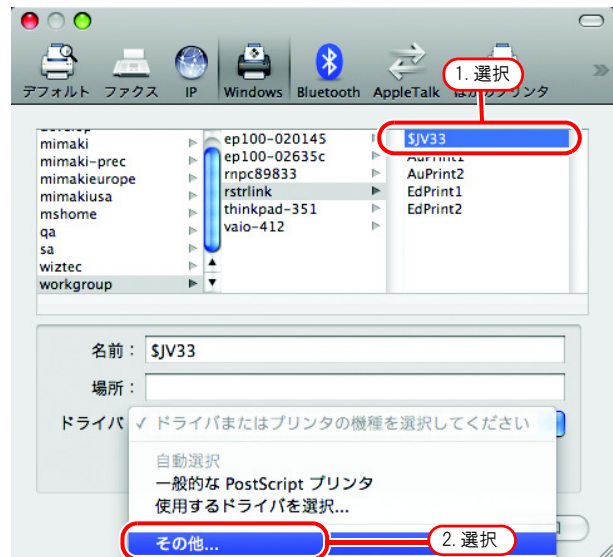 デフォルト ファクス IP Windows Bluetooth AppleTalk ほかのプリンタ
1. 選択
mimaki
mimaki-prec
mimakieurope
mimakiusa
mshome
qa
sa
wiztec
workgroup
ep100-020145
ep100-02635c
rnpc89833
rstrlink
thinkpad-351
vaio-412
$JV33
AuPrint1
AuPrint2
EdPrint1
EdPrint2
名前： $JV33
場所：
ドライバ ✓ ドライバまたはプリンタの機種を選択してください
自動選択
一般的な PostScript プリンタ
使用するドライバを選択...
その他...
2. 選択